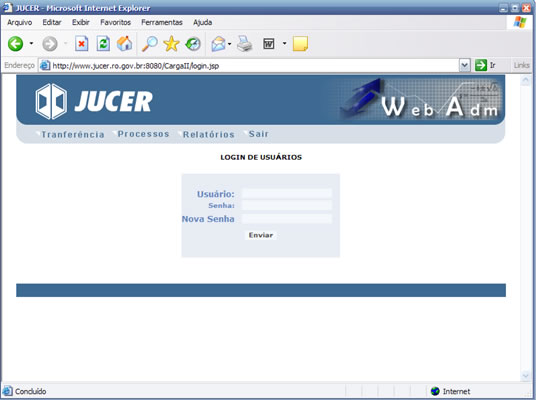 JUCER - Microsoft Internet Explorer
Arquivo Editar Exibir Favoritos Ferramentas Ajuda
Endereço http://www.jucer.ro.gov.br:8080/CargaII/login.jsp Ir Links
JUCER Web Adm
Tranferência Processos Relatórios Sair
LOGIN DE USUÁRIOS
Usuário:
Senha:
Nova Senha
Enviar
Concluído Internet